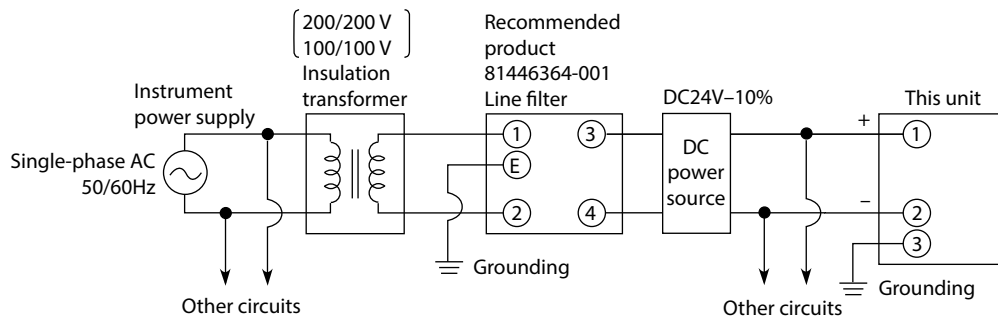 200/200 V
100/100 V
Insulation
transformer
Recommended
product
81446364-001
Line filter
Instrument
power supply
Single-phase AC
50/60Hz
DC24V–10%
This unit
1
E
2
3
4
DC
power
source
+
–
1
2
3
Grounding
Grounding
Other circuits
Other circuits